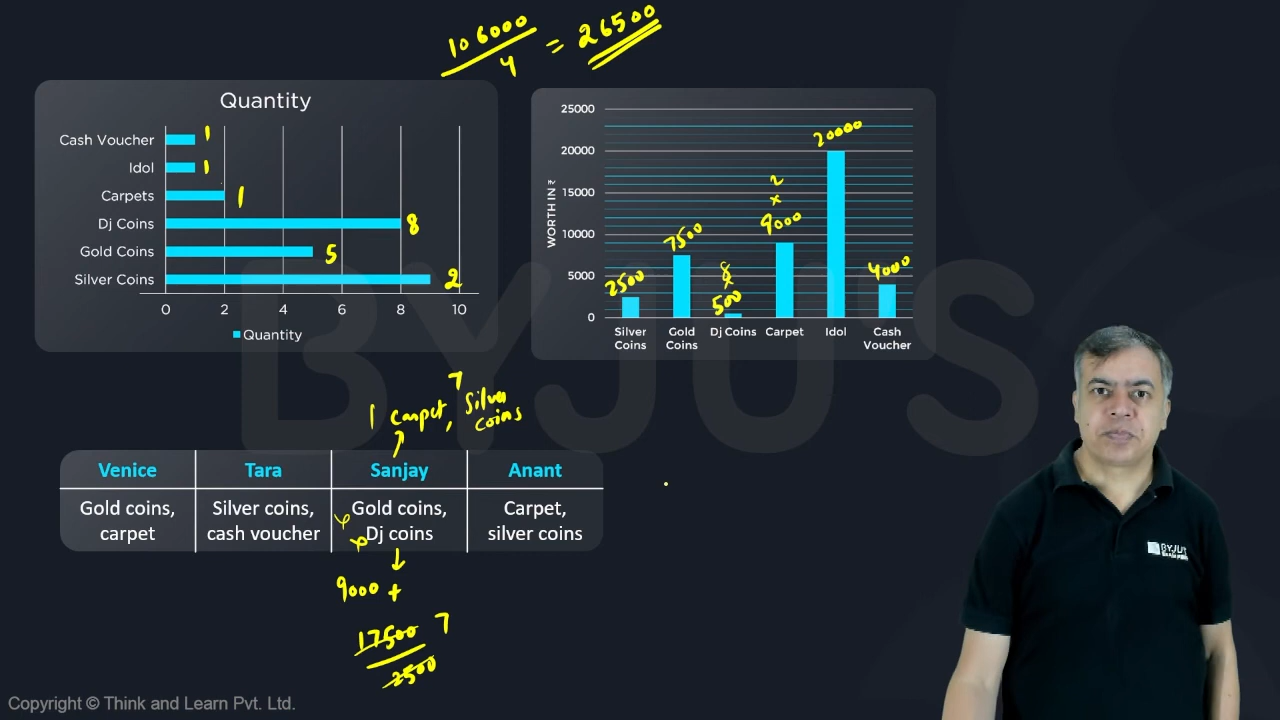 106000
4
= 26500
Quantity
Cash Voucher 1
Idol 1
Carpets 1
Dj Coins 8
Gold Coins 5
Silver Coins 2
0 2 4 6 8 10
Quantity
WORTH IN ₹
25000
20000
15000
10000
5000
0
2500
7500
8
x
500
2
x
9000
20000
4000
Silver Coins
Gold Coins
Dj Coins
Carpet
Idol
Cash Voucher
BYJU'S
7
1 carpet, Silver
coins
Venice Tara Sanjay Anant
Gold coins, Silver coins, Gold coins, Carpet,
carpet cash voucher Dj coins silver coins
9000 +
17500 7
2500
BYJU'S
Copyright © Think and Learn Pvt. Ltd.